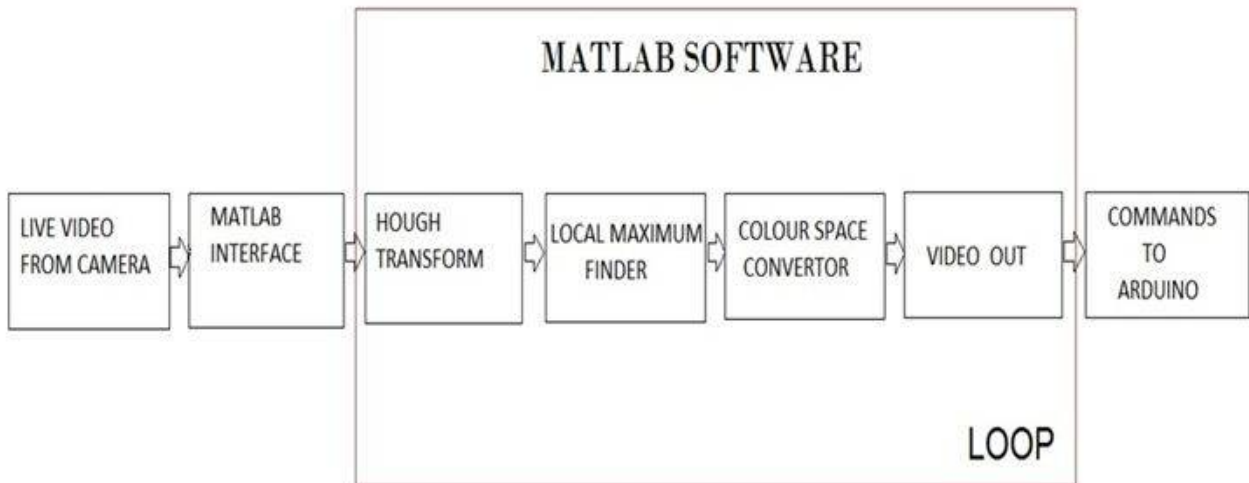 MATLAB SOFTWARE
LIVE VIDEO
FROM CAMERA
MATLAB
INTERFACE
HOUGH
TRANSFORM
LOCAL MAXIMUM
FINDER
COLOUR SPACE
CONVERTOR
VIDEO OUT
COMMANDS
TO
ARDUINO
LOOP